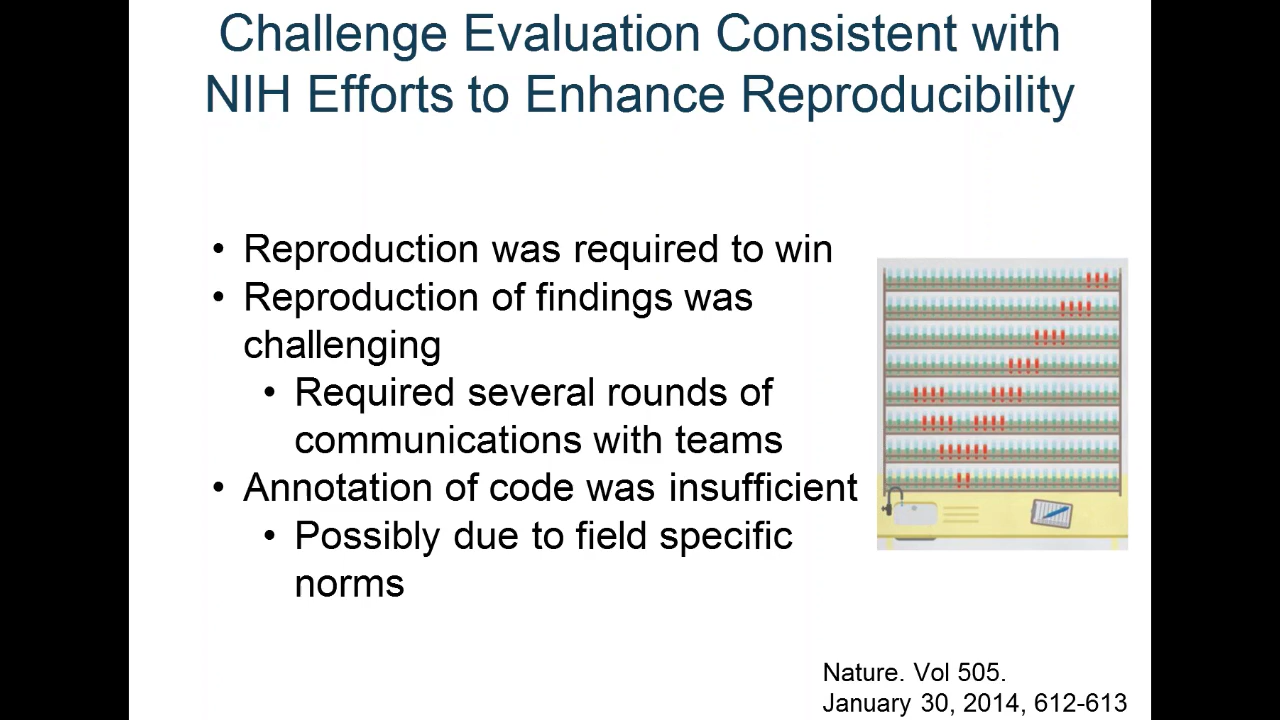 Challenge Evaluation Consistent with
NIH Efforts to Enhance Reproducibility
• Reproduction was required to win
• Reproduction of findings was
challenging
• Required several rounds of
communications with teams
• Annotation of code was insufficient
• Possibly due to field specific
norms
Nature. Vol 505.
January 30, 2014, 612-613